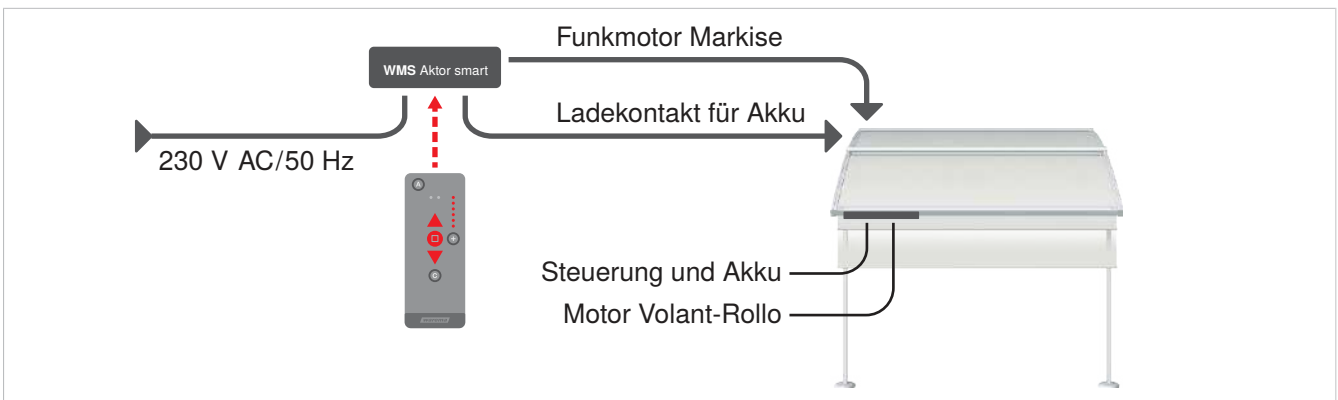 Funkmotor Markise
WMS Aktor smart
Ladekontakt für Akku
230 V AC/50 Hz
A
+
C
Steuerung und Akku
Motor Volant-Rollo